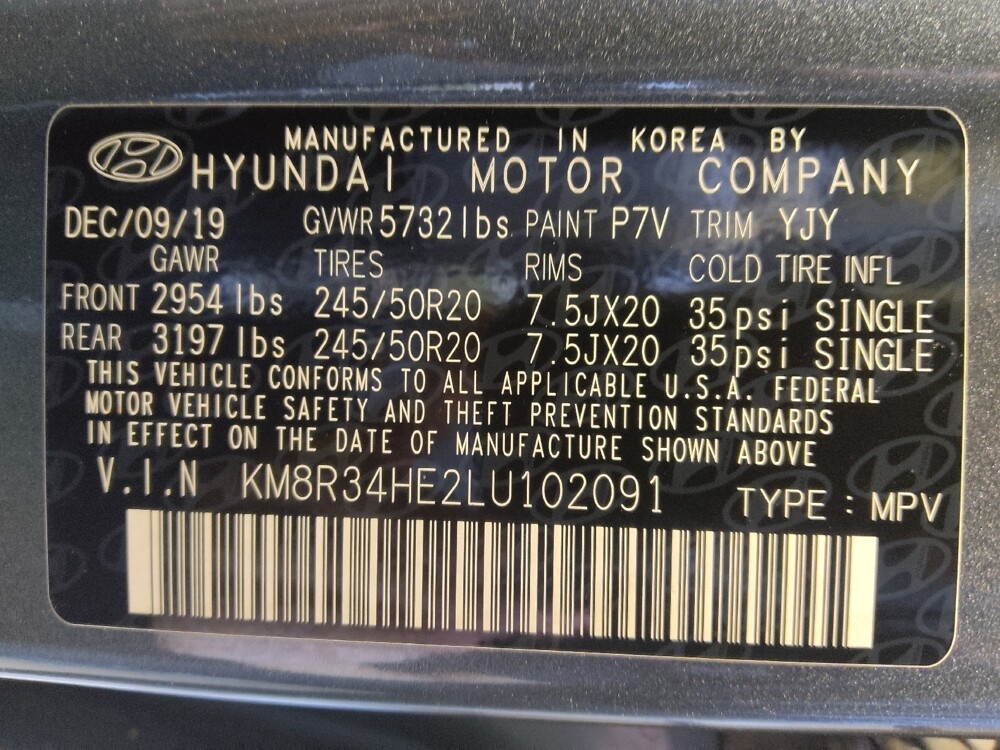 MANUFACTURED IN KOREA BY
HYUNDAI MOTOR COMPANY
DEC/09/19 GVWR 5732 lbs PAINT P7V TRIM YJY
GAWR TIRES RIMS COLD TIRE INFL
FRONT 2954 lbs 245/50R20 7.5JX20 35psi SINGLE
REAR 3197 lbs 245/50R20 7.5JX20 35psi SINGLE
THIS VEHICLE CONFORMS TO ALL APPLICABLE U.S.A. FEDERAL
MOTOR VEHICLE SAFETY AND THEFT PREVENTION STANDARDS
IN EFFECT ON THE DATE OF MANUFACTURE SHOWN ABOVE
V.I.N KM8R34HE2LU102091 TYPE : MPV